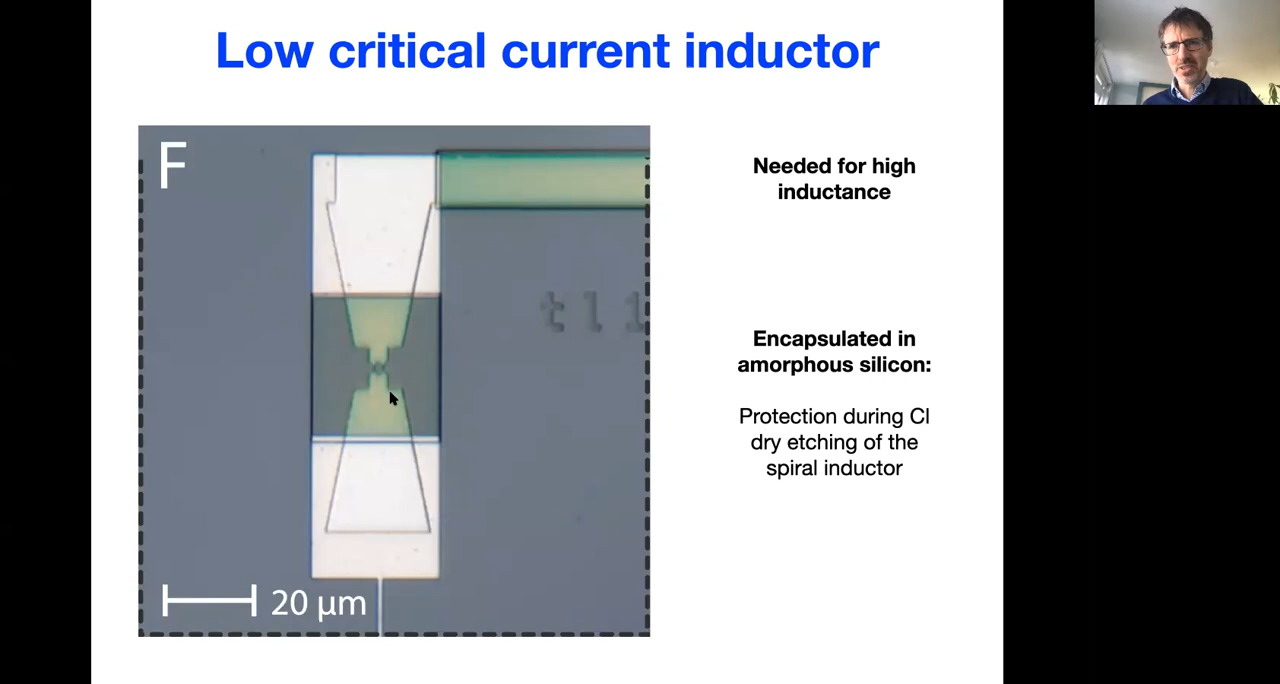 Low critical current inductor
F
Needed for high
inductance
tl1
Encapsulated in
amorphous silicon:
Protection during Cl
dry etching of the
spiral inductor
20 μm